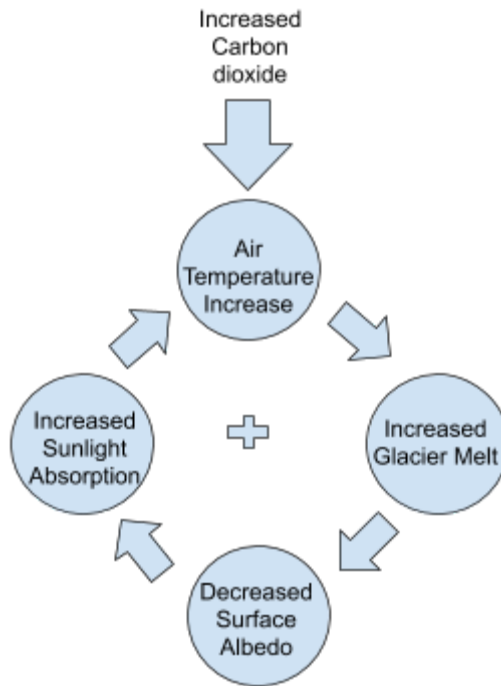 Increased
Carbon
dioxide
Air
Temperature
Increase
Increased
Sunlight
Absorption
Increased
Glacier Melt
Decreased
Surface
Albedo